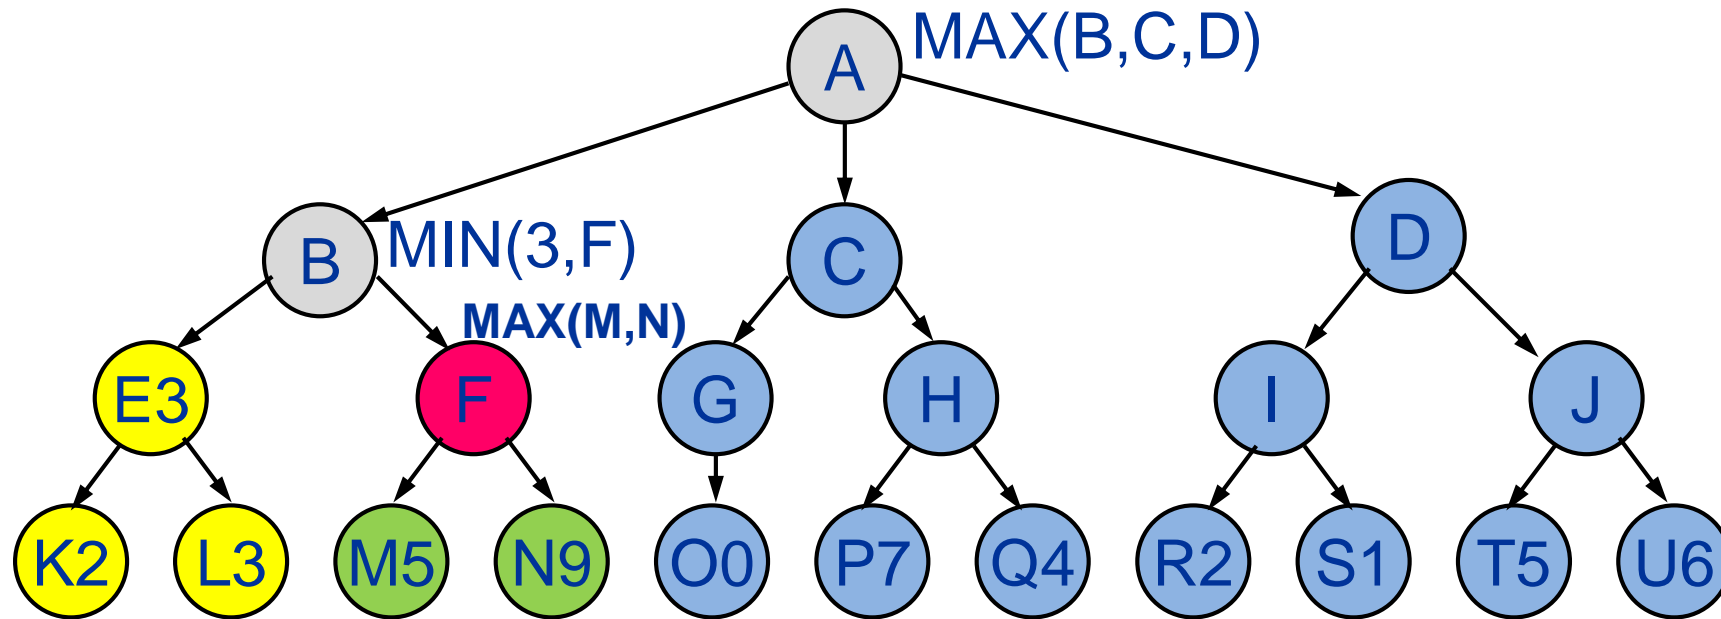 A MAX(B,C,D)
B MIN(3,F) C D
MAX(M,N)
E3 F G H I J
K2 L3 M5 N9 O0 P7 Q4 R2 S1 T5 U6